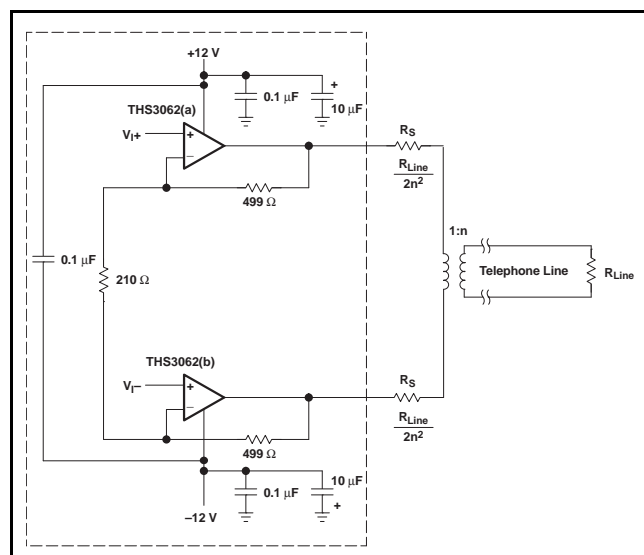 +12 V
THS3062(a)
0.1 μF
+
10 μF
VI+
+
−
RS
RLine
2n²
499 Ω
1:n
0.1 μF
210 Ω
Telephone Line
RLine
THS3062(b)
VI−
+
−
RS
RLine
2n²
499 Ω
0.1 μF
10 μF
+
−12 V